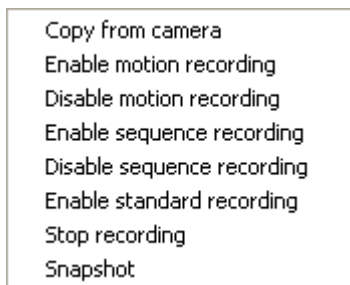 Copy from camera
Enable motion recording
Disable motion recording
Enable sequence recording
Disable sequence recording
Enable standard recording
Stop recording
Snapshot